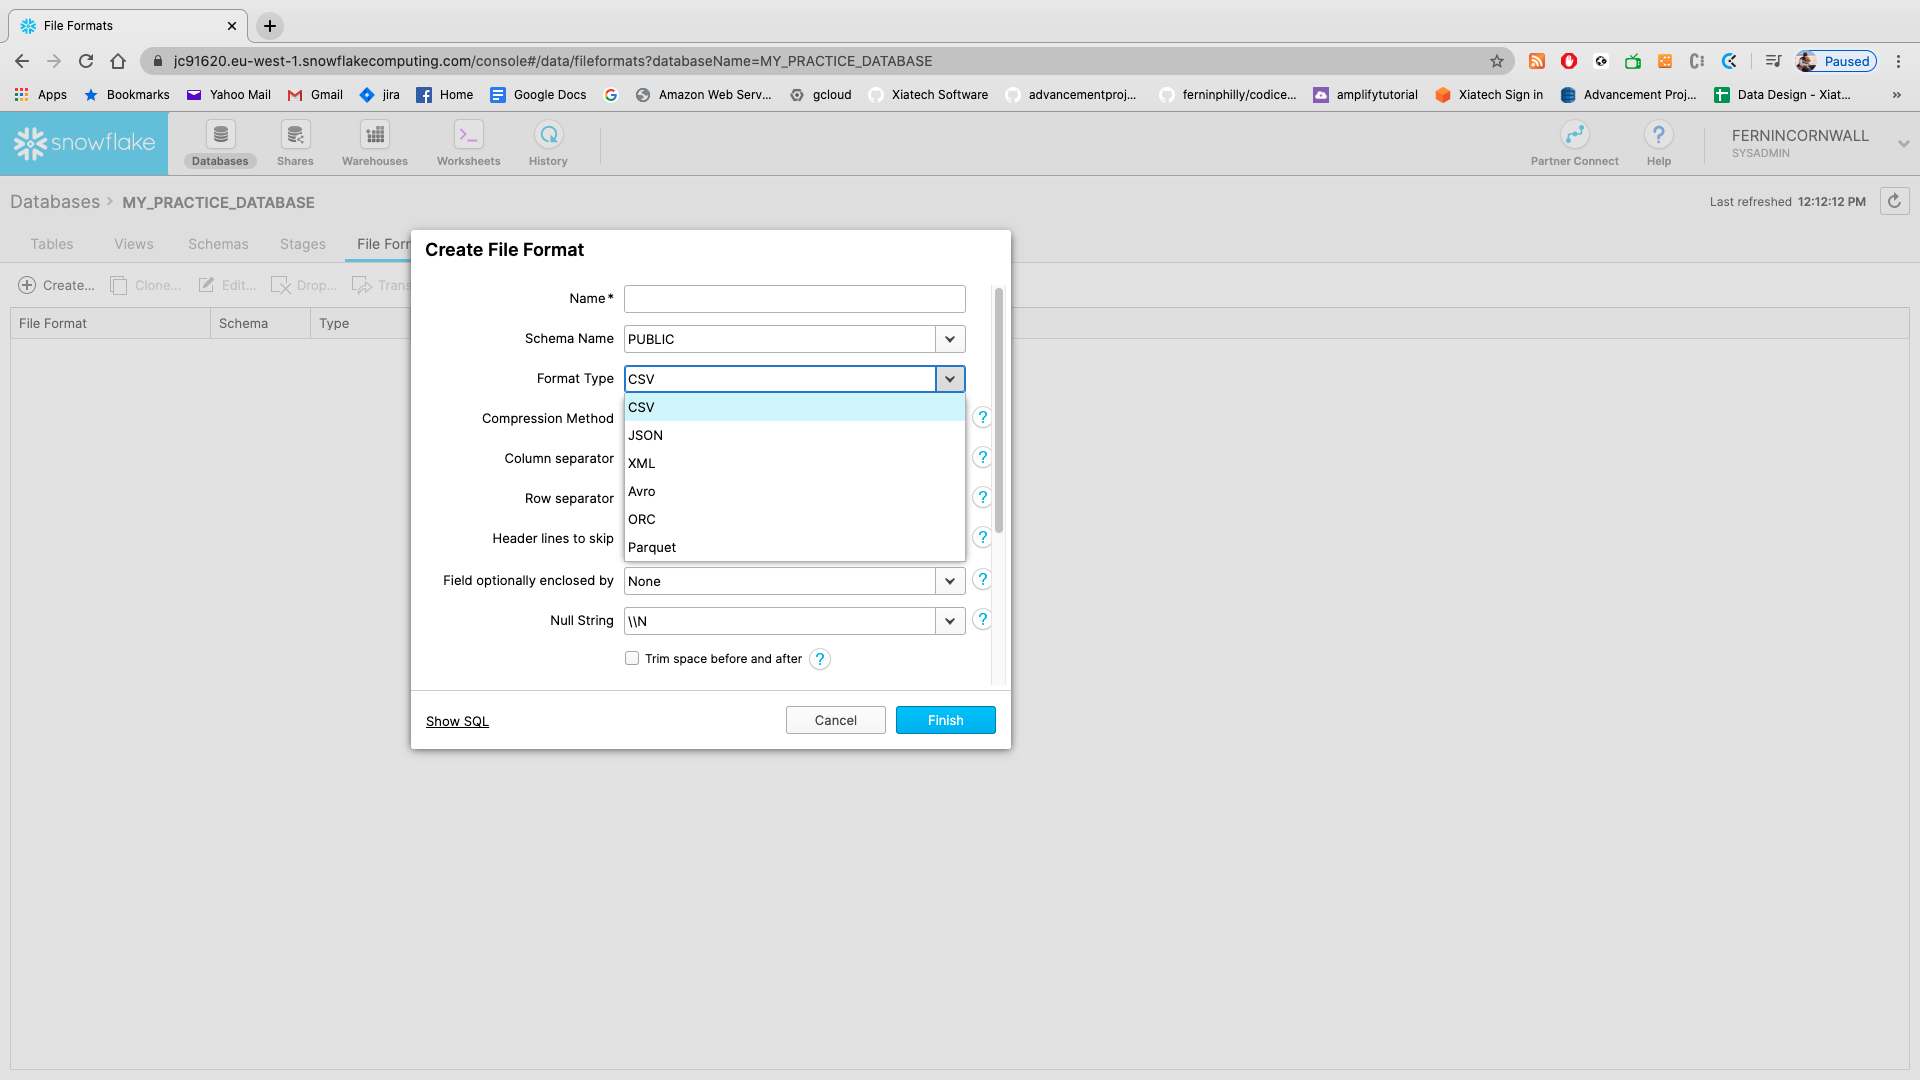 File Formats
jc91620.eu-west-1.snowflakecomputing.com/console#/data/fileformats?databaseName=MY_PRACTICE_DATABASE
Paused
Apps Bookmarks Yahoo Mail Gmail jira Home Google Docs Amazon Web Serv... gcloud Xiatech Software advancementproj... ferninphilly/codice... amplifytutorial Xiatech Sign in Advancement Proj... Data Design - Xiat... »
snowflake
Databases Shares Warehouses Worksheets History
Partner Connect Help
FERNINCORNWALL
SYSADMIN
Databases > MY_PRACTICE_DATABASE
Last refreshed 12:12:12 PM
Tables Views Schemas Stages File Form
Create... Clone... Edit... Drop... Trans
File Format Schema Type
Create File Format
Name*
Schema Name PUBLIC
Format Type CSV
CSV
Compression Method ?
JSON
Column separator ?
XML
Row separator ?
Avro
Header lines to skip ?
ORC
Parquet
Field optionally enclosed by None ?
Null String \\N ?
Trim space before and after ?
Show SQL
Cancel
Finish